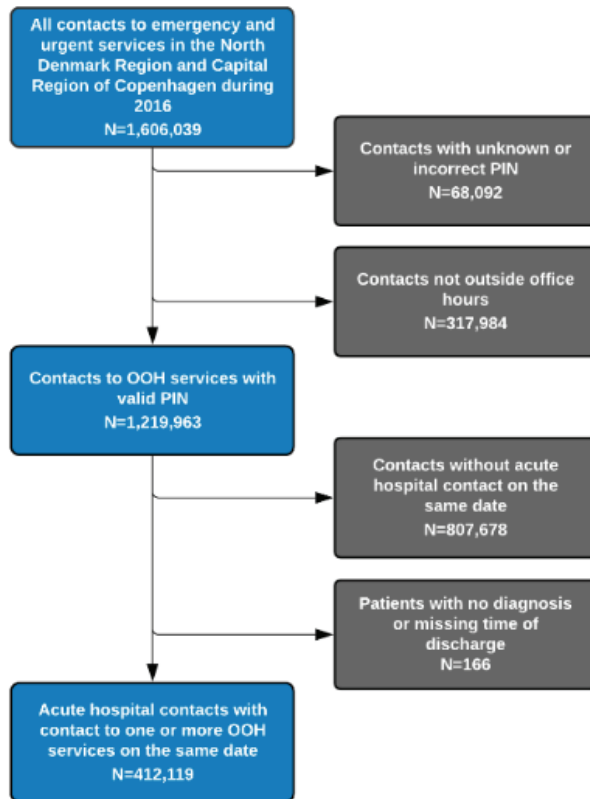 All contacts to emergency and
urgent services in the North
Denmark Region and Capital
Region of Copenhagen during
2016
N=1,606,039
Contacts with unknown or
incorrect PIN
N=68,092
Contacts not outside office
hours
N=317,984
Contacts to OOH services with
valid PIN
N=1,219,963
Contacts without acute
hospital contact on the
same date
N=807,678
Patients with no diagnosis
or missing time of
discharge
N=166
Acute hospital contacts with
contact to one or more OOH
services on the same date
N=412,119